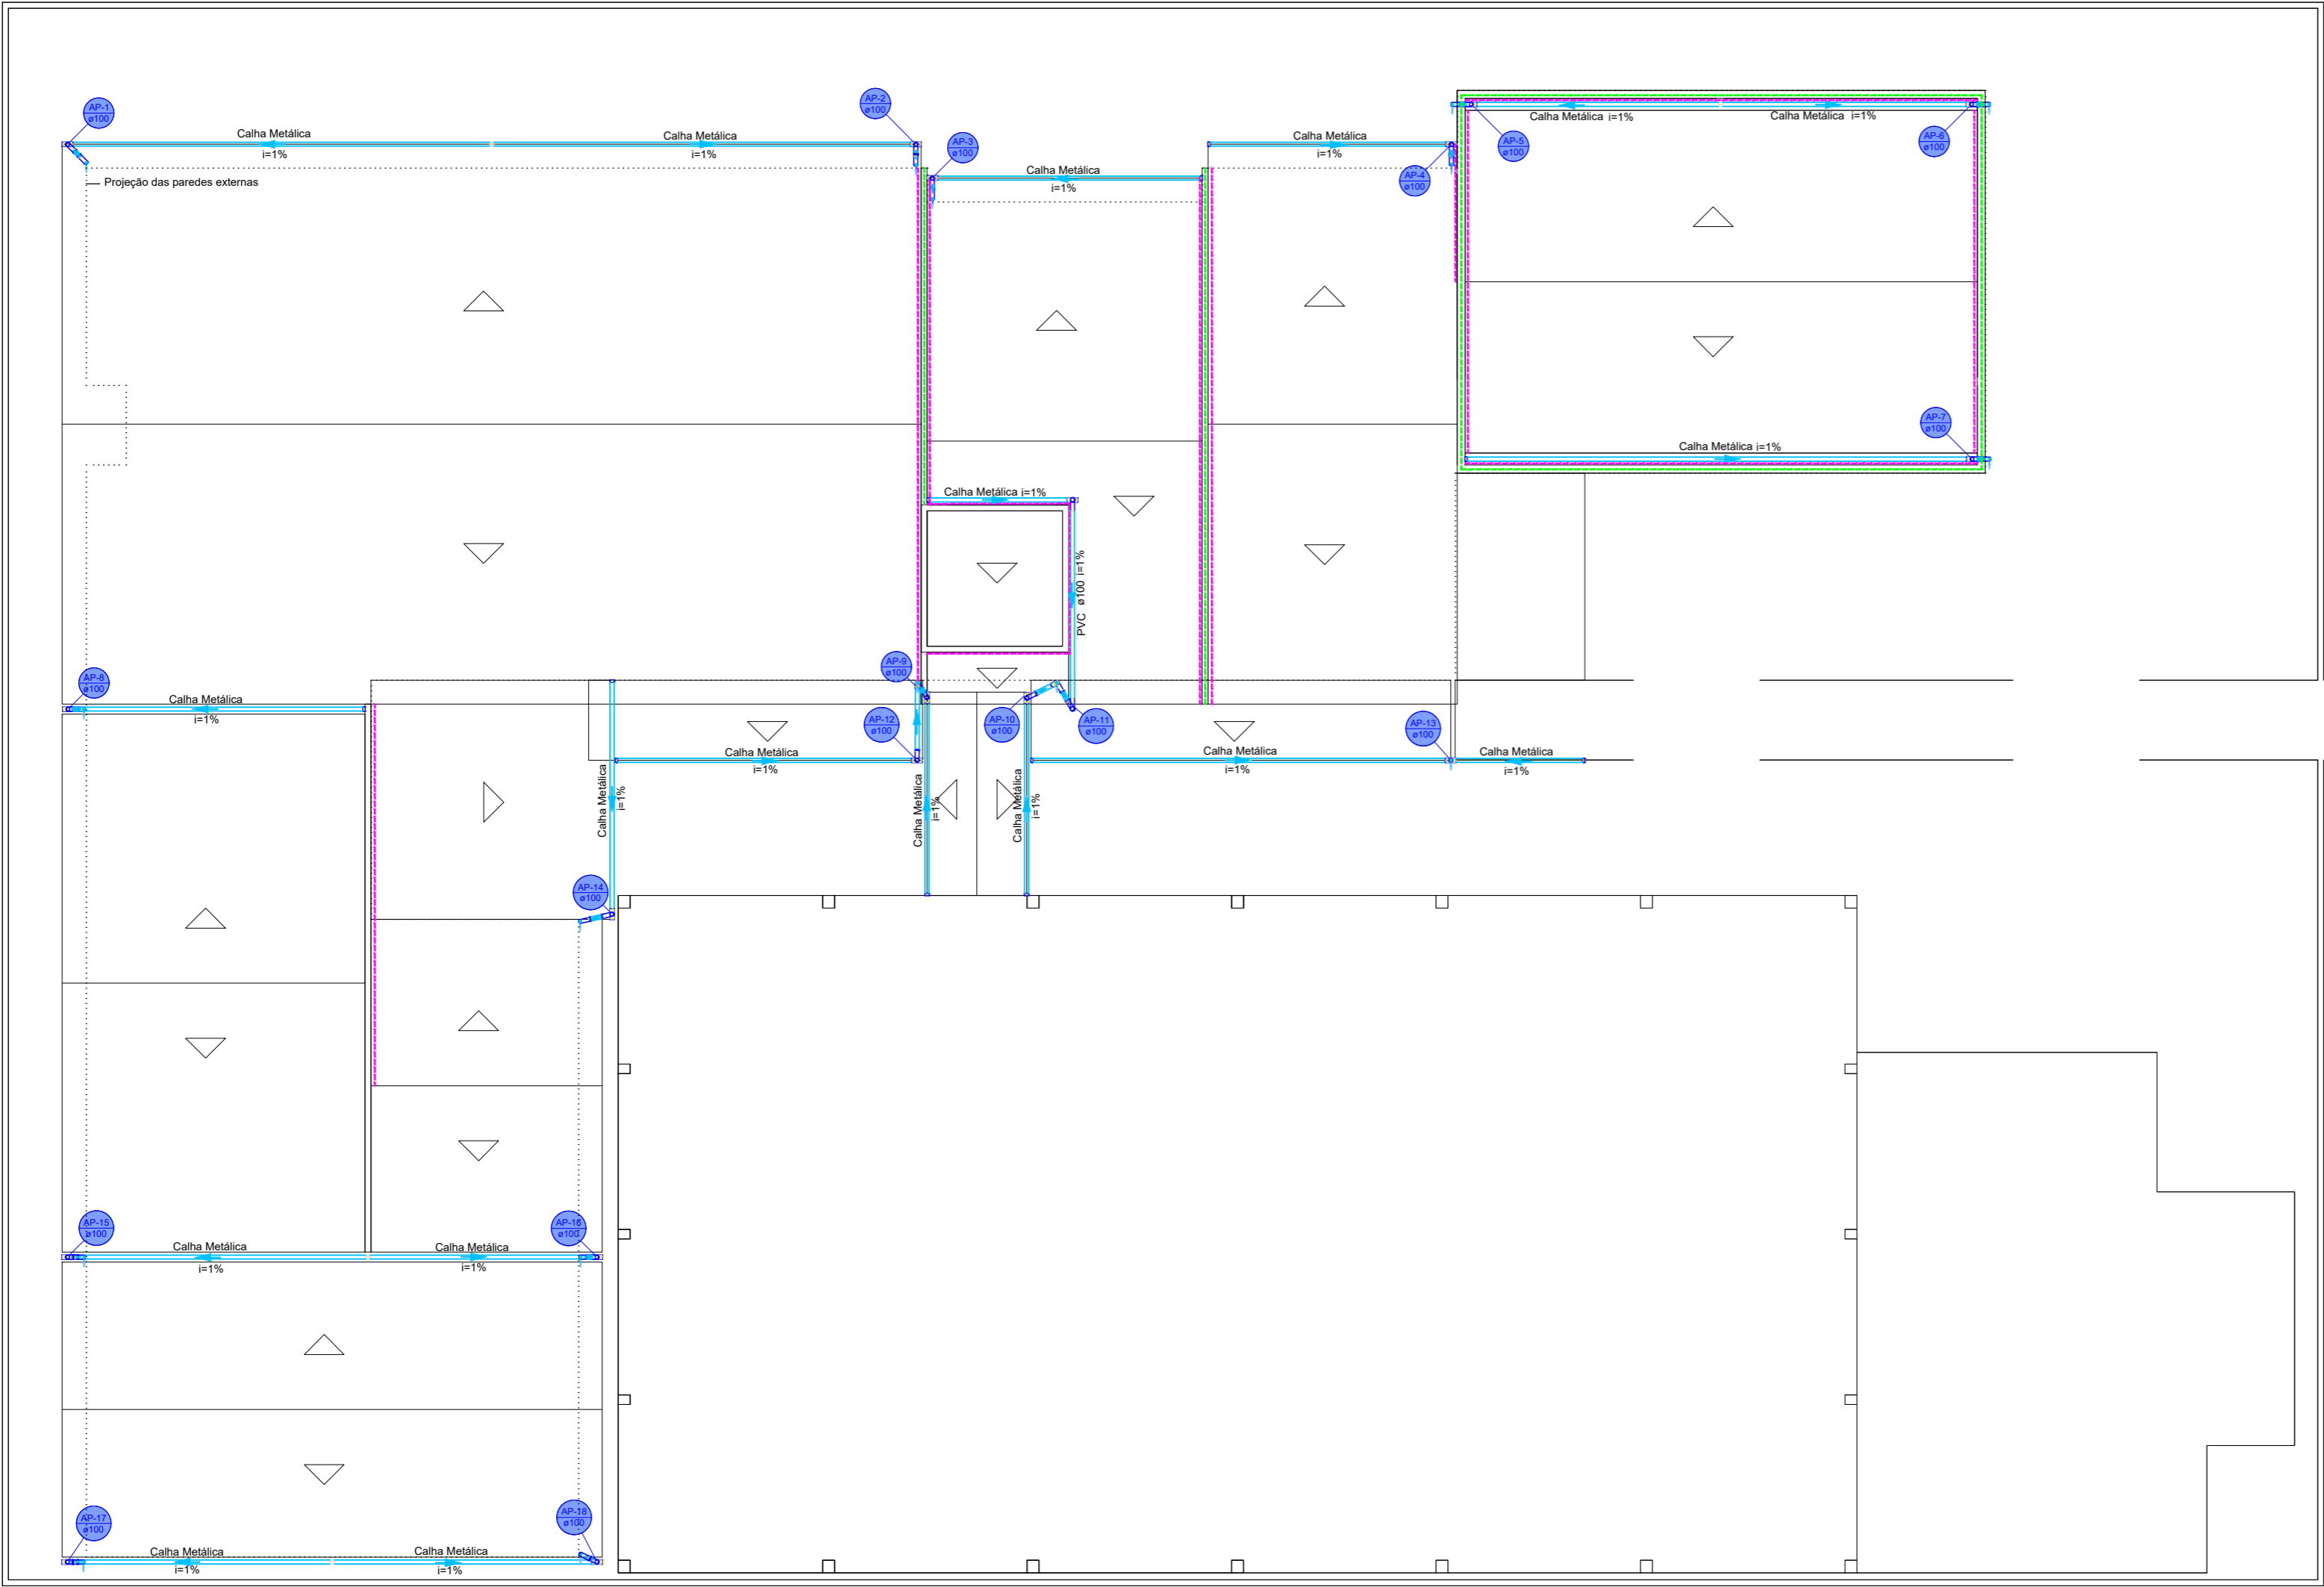 AP-1
ø100
AP-2
ø100
Calha Metálica
i=1%
Calha Metálica
i=1%
AP-3
ø100
Calha Metálica
i=1%
Calha Metálica
i=1%
AP-4
ø100
AP-5
ø100
Calha Metálica i=1%
Calha Metálica i=1%
AP-6
ø100
Projeção das paredes externas
AP-7
ø100
Calha Metálica i=1%
Calha Metálica i=1%
PVC ø100 i=1%
AP-8
ø100
Calha Metálica
i=1%
AP-9
ø100
AP-12
ø100
AP-10
ø100
AP-11
ø100
AP-13
ø100
Calha Metálica
i=1%
Calha Metálica
i=1%
Calha Metálica
i=1%
Calha Metálica
i=1%
Calha Metálica
i=1%
Calha Metálica
i=1%
AP-14
ø100
AP-15
ø100
AP-16
ø100
Calha Metálica
i=1%
Calha Metálica
i=1%
AP-17
ø100
AP-18
ø100
Calha Metálica
i=1%
Calha Metálica
i=1%